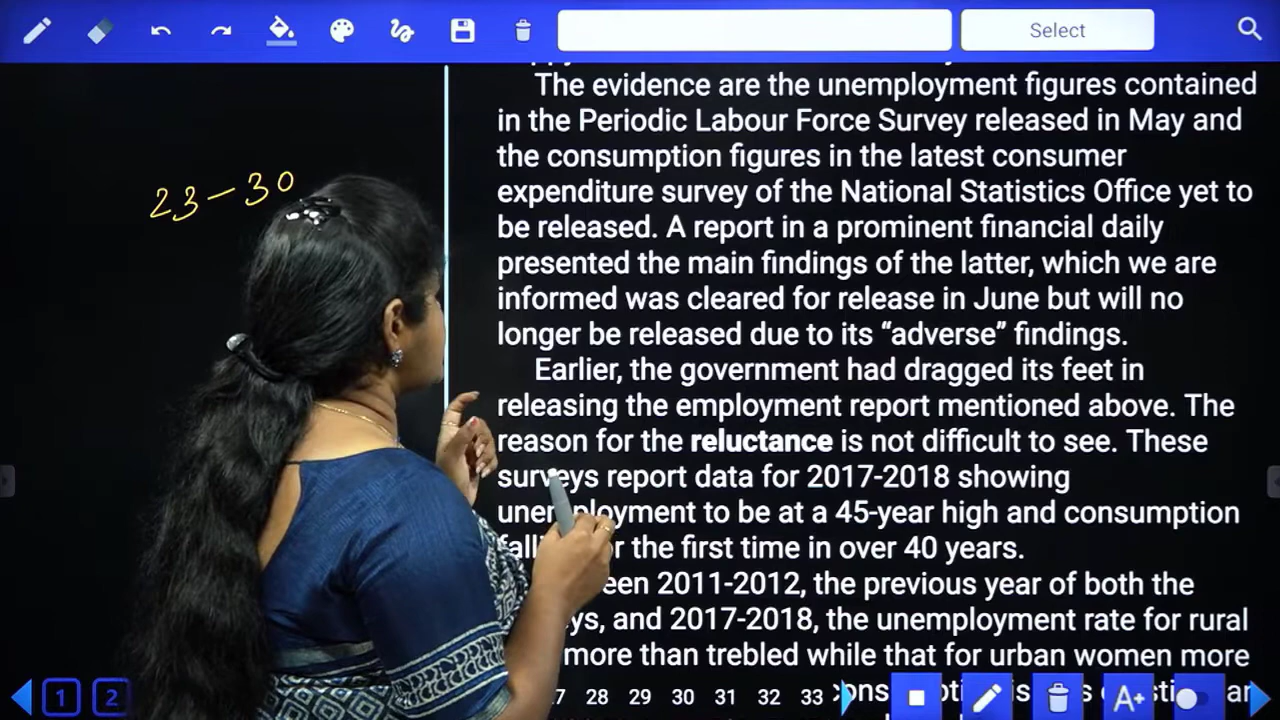 Select
The evidence are the unemployment figures contained
23-30
in the Periodic Labour Force Survey released in May and
the consumption figures in the latest consumer
expenditure survey of the National Statistics Office yet to
be released. A report in a prominent financial daily
presented the main findings of the latter, which we are
informed was cleared for release in June but will no
longer be released due to its “adverse” findings.
Earlier, the government had dragged its feet in
releasing the employment report mentioned above. The
reason for the reluctance is not difficult to see. These
surveys report data for 2017-2018 showing
unemployment to be at a 45-year high and consumption
for the first time in over 40 years.
2011-2012, the previous year of both the
and 2017-2018, the unemployment rate for rural
more than trebled while that for urban women more
1 2 28 29 30 31 32 33 A+